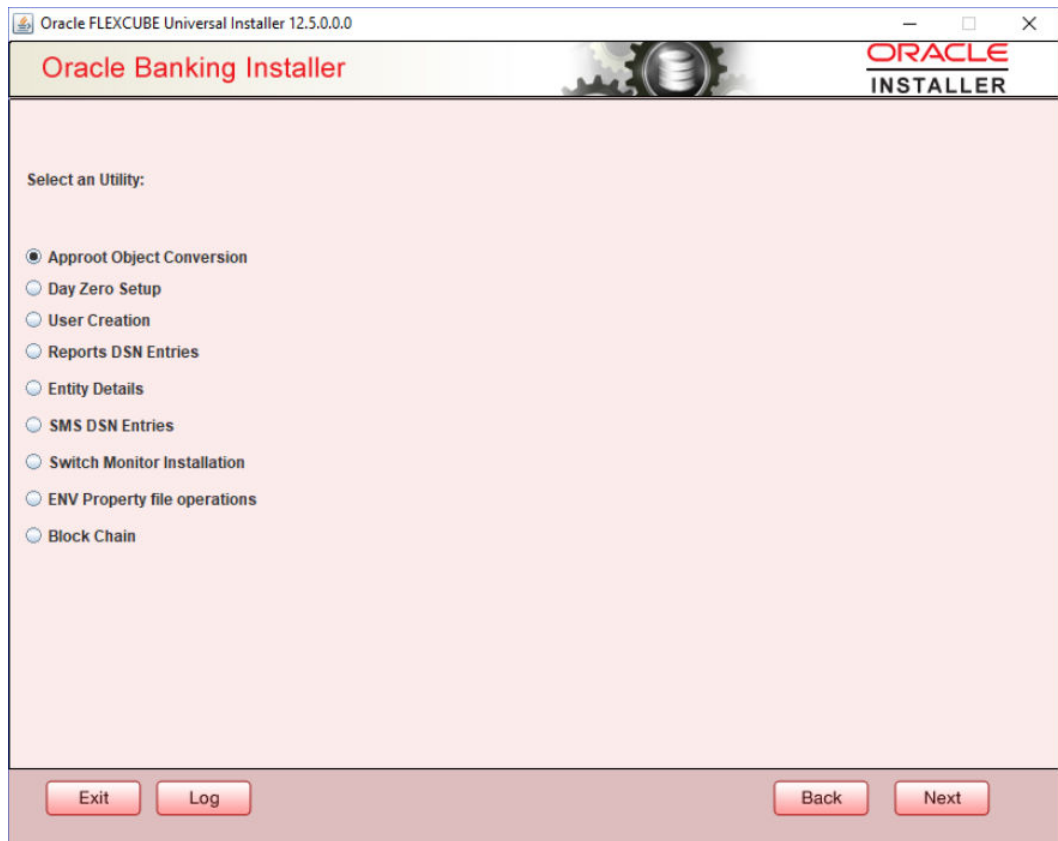 Oracle FLEXCUBE Universal Installer 12.5.0.0.0
Oracle Banking Installer
ORACLE
INSTALLER
Select an Utility:
Approot Object Conversion
Day Zero Setup
User Creation
Reports DSN Entries
Entity Details
SMS DSN Entries
Switch Monitor Installation
ENV Property file operations
Block Chain
Exit Log Back Next